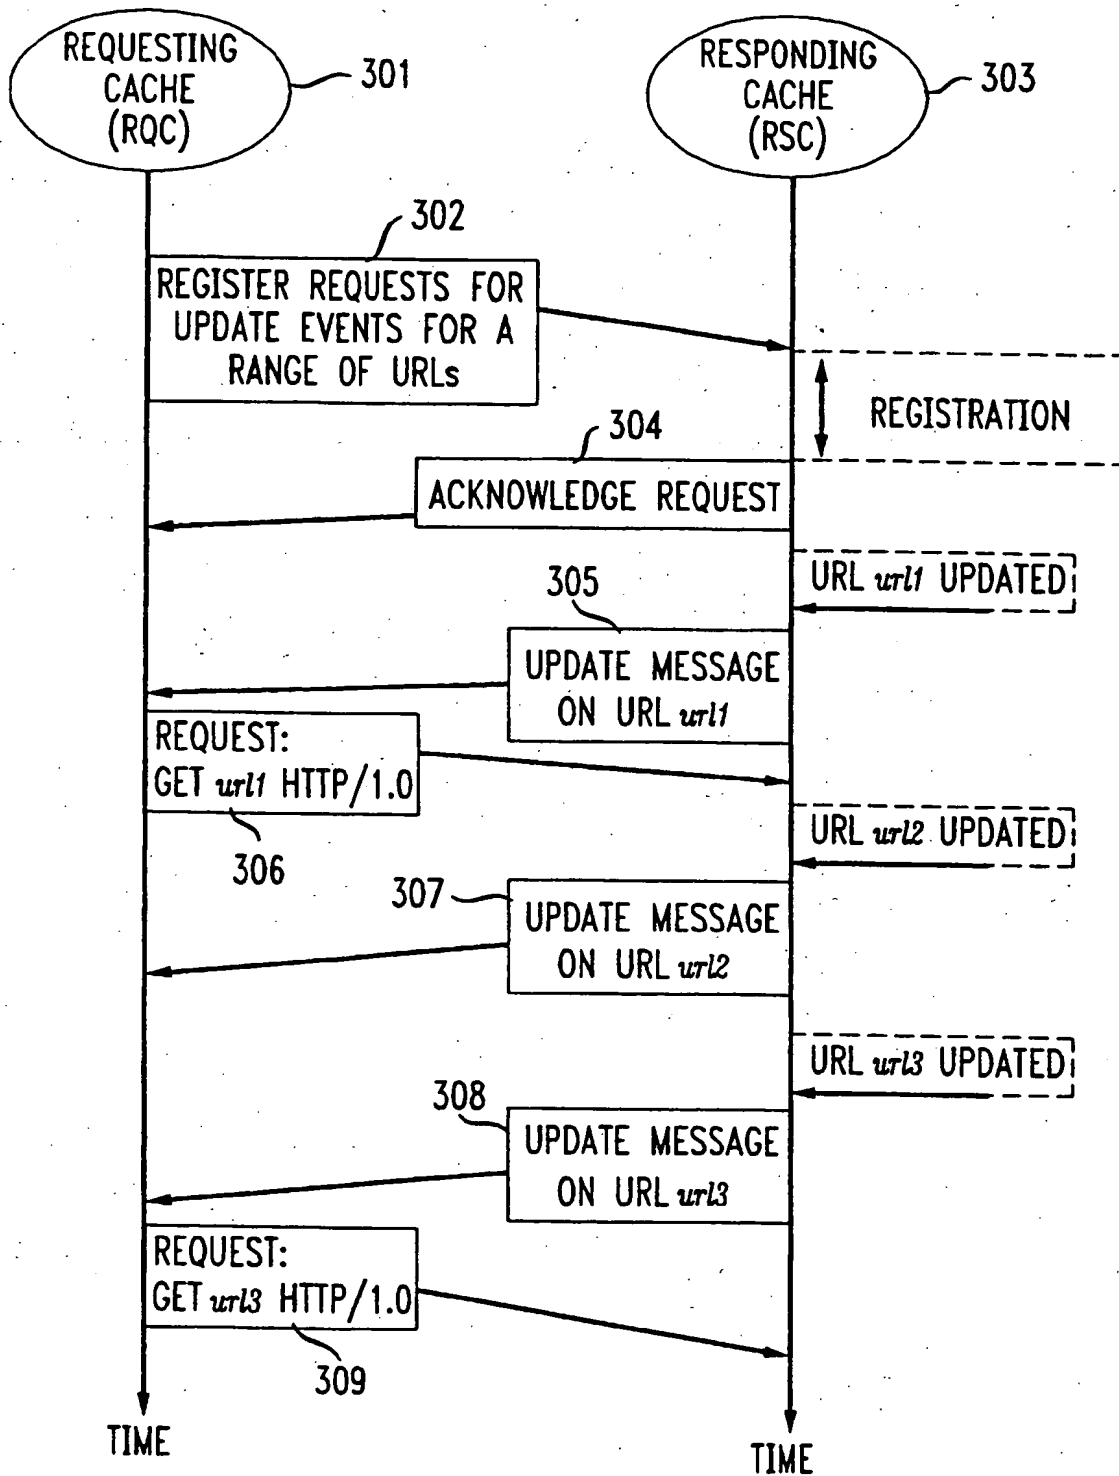 REQUESTING
CACHE
(RQC)
301
RESPONDING
CACHE
(RSC)
303
302
REGISTER REQUESTS FOR
UPDATE EVENTS FOR A
RANGE OF URLs
REGISTRATION
304
ACKNOWLEDGE REQUEST
URL url1 UPDATED
305
UPDATE MESSAGE
ON URL url1
REQUEST:
GET url1 HTTP/1.0
306
URL url2 UPDATED
307
UPDATE MESSAGE
ON URL url2
URL url3 UPDATED
308
UPDATE MESSAGE
ON URL url3
REQUEST:
GET url3 HTTP/1.0
309
TIME
TIME